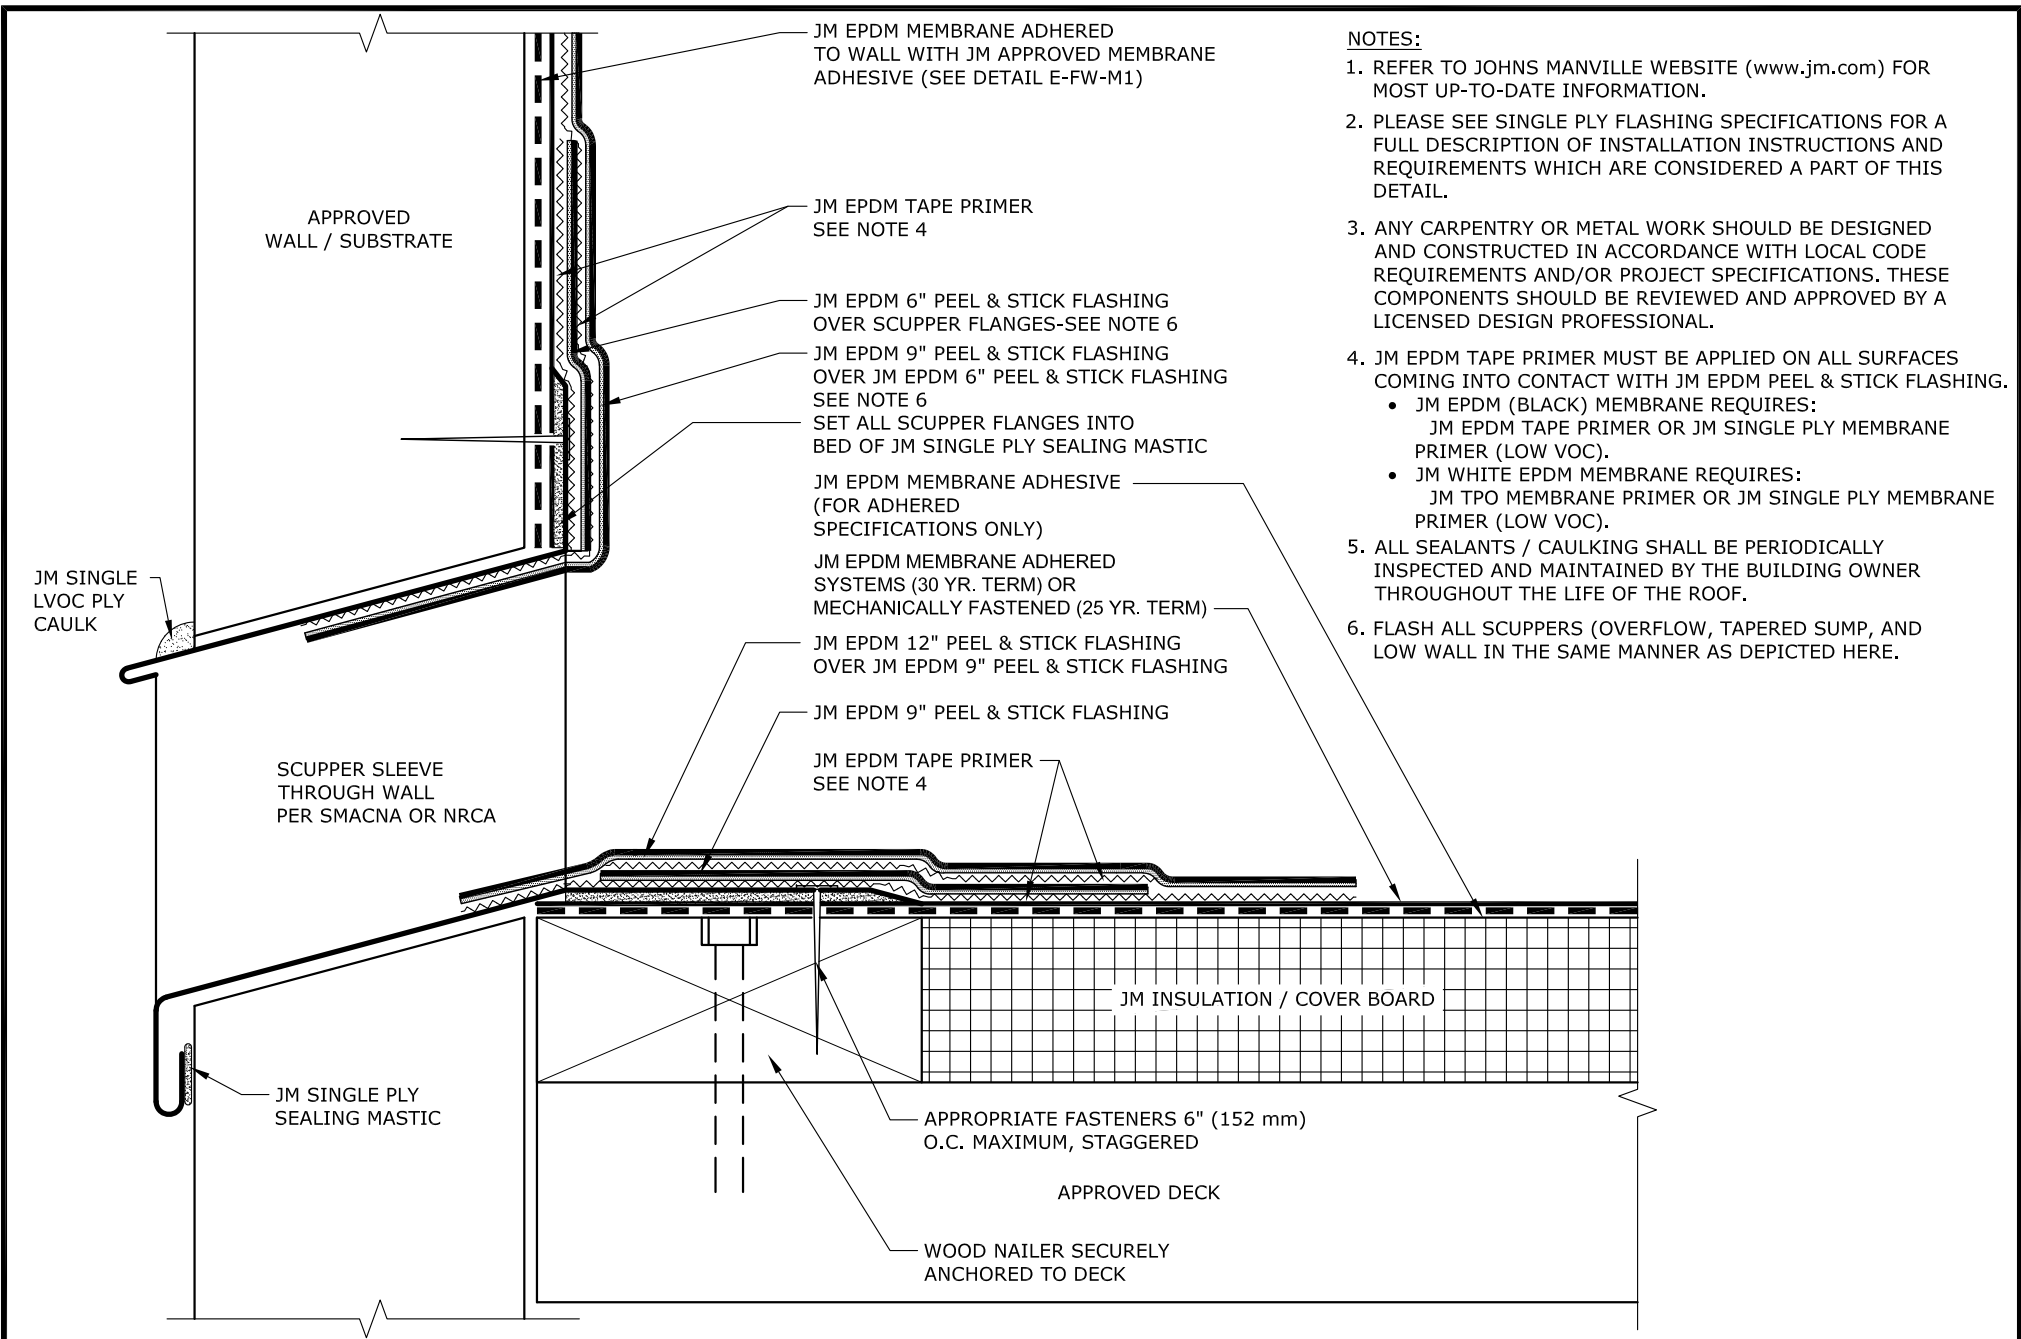 JM EPDM MEMBRANE ADHERED
TO WALL WITH JM APPROVED MEMBRANE
ADHESIVE (SEE DETAIL E-FW-M1)
APPROVED
WALL / SUBSTRATE
JM EPDM TAPE PRIMER
SEE NOTE 4
JM EPDM 6" PEEL & STICK FLASHING
OVER SCUPPER FLANGES-SEE NOTE 6
JM EPDM 9" PEEL & STICK FLASHING
OVER JM EPDM 6" PEEL & STICK FLASHING
SEE NOTE 6
SET ALL SCUPPER FLANGES INTO
BED OF JM SINGLE PLY SEALING MASTIC
JM EPDM MEMBRANE ADHESIVE
(FOR ADHERED
SPECIFICATIONS ONLY)
JM EPDM MEMBRANE ADHERED
SYSTEMS (30 YR. TERM) OR
MECHANICALLY FASTENED (25 YR. TERM)
JM SINGLE
LVOC PLY
CAULK
JM EPDM 12" PEEL & STICK FLASHING
OVER JM EPDM 9" PEEL & STICK FLASHING
JM EPDM 9" PEEL & STICK FLASHING
JM EPDM TAPE PRIMER
SEE NOTE 4
SCUPPER SLEEVE
THROUGH WALL
PER SMACNA OR NRCA
JM INSULATION / COVER BOARD
JM SINGLE PLY
SEALING MASTIC
APPROPRIATE FASTENERS 6" (152 mm)
O.C. MAXIMUM, STAGGERED
APPROVED DECK
WOOD NAILER SECURELY
ANCHORED TO DECK
NOTES:
1. REFER TO JOHNS MANVILLE WEBSITE (www.jm.com) FOR
MOST UP-TO-DATE INFORMATION.
2. PLEASE SEE SINGLE PLY FLASHING SPECIFICATIONS FOR A
FULL DESCRIPTION OF INSTALLATION INSTRUCTIONS AND
REQUIREMENTS WHICH ARE CONSIDERED A PART OF THIS
DETAIL.
3. ANY CARPENTRY OR METAL WORK SHOULD BE DESIGNED
AND CONSTRUCTED IN ACCORDANCE WITH LOCAL CODE
REQUIREMENTS AND/OR PROJECT SPECIFICATIONS. THESE
COMPONENTS SHOULD BE REVIEWED AND APPROVED BY A
LICENSED DESIGN PROFESSIONAL.
4. JM EPDM TAPE PRIMER MUST BE APPLIED ON ALL SURFACES
COMING INTO CONTACT WITH JM EPDM PEEL & STICK FLASHING.
• JM EPDM (BLACK) MEMBRANE REQUIRES:
JM EPDM TAPE PRIMER OR JM SINGLE PLY MEMBRANE
PRIMER (LOW VOC).
• JM WHITE EPDM MEMBRANE REQUIRES:
JM TPO MEMBRANE PRIMER OR JM SINGLE PLY MEMBRANE
PRIMER (LOW VOC).
5. ALL SEALANTS / CAULKING SHALL BE PERIODICALLY
INSPECTED AND MAINTAINED BY THE BUILDING OWNER
THROUGHOUT THE LIFE OF THE ROOF.
6. FLASH ALL SCUPPERS (OVERFLOW, TAPERED SUMP, AND
LOW WALL IN THE SAME MANNER AS DEPICTED HERE.